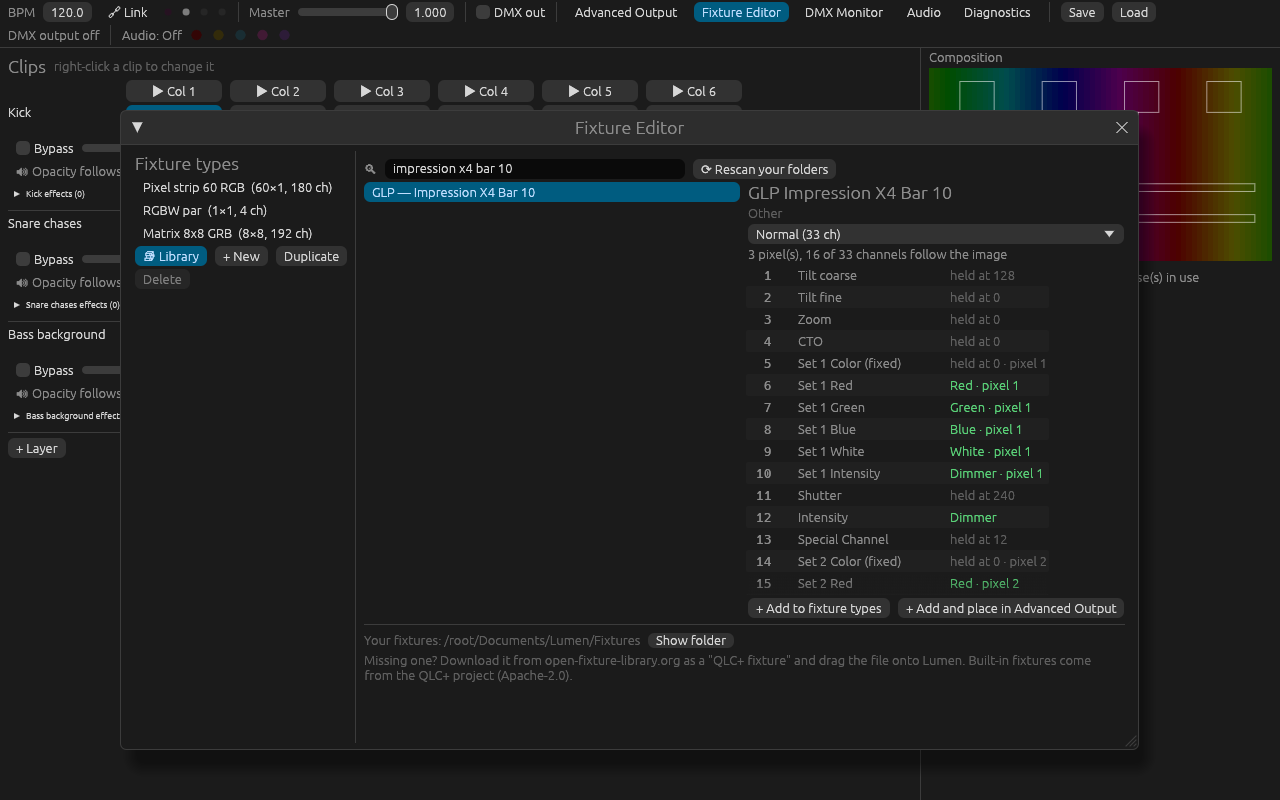 BPM 120.0 Link Master 1.000 DMX out Advanced Output Fixture Editor DMX Monitor Audio Diagnostics Save Load
DMX output off Audio: Off
Clips right-click a clip to change it
Col 1 Col 2 Col 3 Col 4 Col 5 Col 6
Composition
Kick
Bypass
Opacity follows
Kick effects (0)
Snare chases
Bypass
Opacity follows
Snare chases effects (0)
Bass background
Bypass
Opacity follows
Bass background effect
+ Layer
se(s) in use
Fixture Editor
Fixture types
Pixel strip 60 RGB (60×1, 180 ch)
RGBW par (1×1, 4 ch)
Matrix 8x8 GRB (8×8, 192 ch)
Library + New Duplicate
Delete
impression x4 bar 10 Rescan your folders
GLP — Impression X4 Bar 10
GLP Impression X4 Bar 10
Other
Normal (33 ch)
3 pixel(s), 16 of 33 channels follow the image
1 Tilt coarse held at 128
2 Tilt fine held at 0
3 Zoom held at 0
4 CTO held at 0
5 Set 1 Color (fixed) held at 0 · pixel 1
6 Set 1 Red Red · pixel 1
7 Set 1 Green Green · pixel 1
8 Set 1 Blue Blue · pixel 1
9 Set 1 White White · pixel 1
10 Set 1 Intensity Dimmer · pixel 1
11 Shutter held at 240
12 Intensity Dimmer
13 Special Channel held at 12
14 Set 2 Color (fixed) held at 0 · pixel 2
15 Set 2 Red Red · pixel 2
+ Add to fixture types + Add and place in Advanced Output
Your fixtures: /root/Documents/Lumen/Fixtures Show folder
Missing one? Download it from open-fixture-library.org as a "QLC+ fixture" and drag the file onto Lumen. Built-in fixtures come
from the QLC+ project (Apache-2.0).